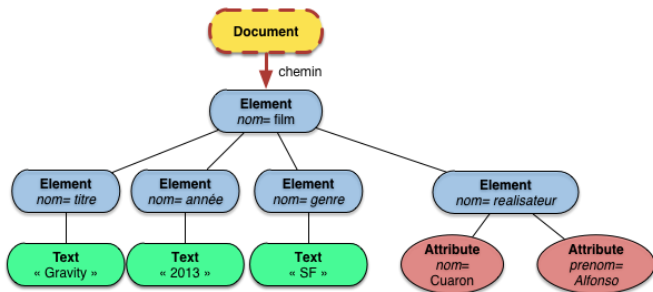 Document
chemin
Element
nom= film
Element
nom= titre
Element
nom= année
Element
nom= genre
Element
nom= realisateur
Text
« Gravity »
Text
« 2013 »
Text
« SF »
Attribute
nom=
Cuaron
Attribute
prenom=
Alfonso